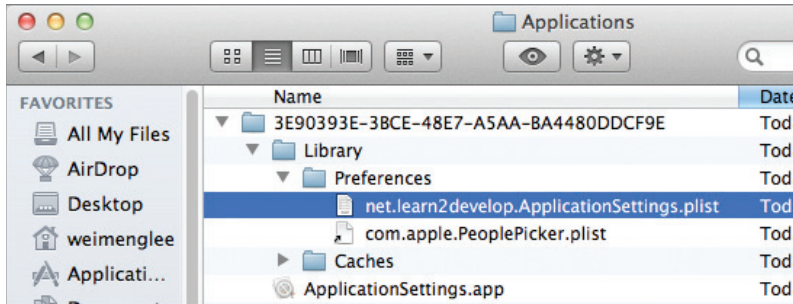 Applications
FAVORITES
All My Files
AirDrop
Desktop
weimenglee
Applicati...
Name
Date
3E90393E-3BCE-48E7-A5AA-BA4480DDCF9E
Tod
Library
Tod
Preferences
Tod
net.learn2develop.ApplicationSettings.plist
Tod
com.apple.PeoplePicker.plist
Tod
Caches
Tod
ApplicationSettings.app
Tod